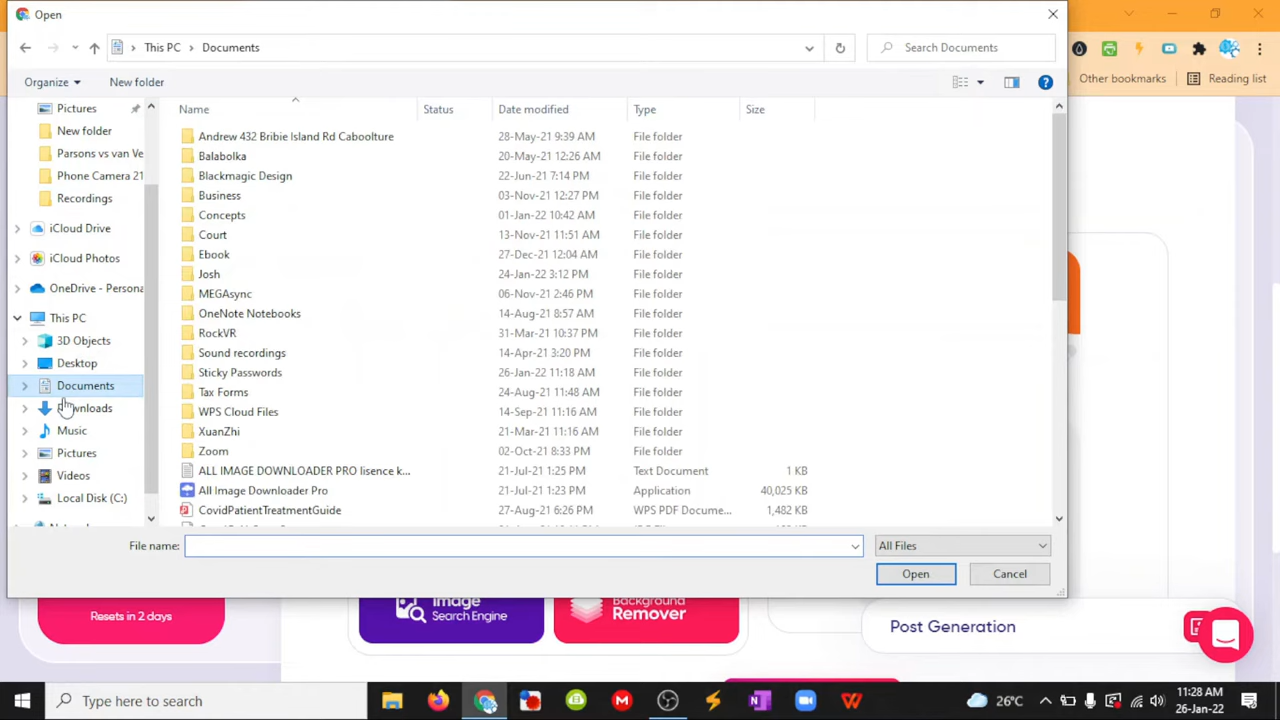 Open
This PC > Documents
Search Documents
Other bookmarks
Reading list
Organize
New folder
Name
Status
Date modified
Type
Size
Pictures
New folder
Parsons vs van Ve
Phone Camera 21
Recordings
iCloud Drive
iCloud Photos
OneDrive - Persona
This PC
3D Objects
Desktop
Documents
Downloads
Music
Pictures
Videos
Local Disk (C:)
Andrew 432 Bribie Island Rd Caboolture 28-May-21 9:39 AM File folder
Balabolka 20-May-21 12:26 AM File folder
Blackmagic Design 22-Jun-21 7:14 PM File folder
Business 03-Nov-21 12:27 PM File folder
Concepts 01-Jan-22 10:42 AM File folder
Court 13-Nov-21 11:51 AM File folder
Ebook 27-Dec-21 12:04 AM File folder
Josh 24-Jan-22 3:12 PM File folder
MEGAsync 06-Nov-21 2:46 PM File folder
OneNote Notebooks 14-Aug-21 8:57 AM File folder
RockVR 31-Mar-21 10:37 PM File folder
Sound recordings 14-Apr-21 3:20 PM File folder
Sticky Passwords 26-Jan-22 11:18 AM File folder
Tax Forms 24-Aug-21 11:48 AM File folder
WPS Cloud Files 14-Sep-21 11:16 AM File folder
XuanZhi 21-Mar-21 11:16 AM File folder
Zoom 02-Oct-21 8:33 PM File folder
ALL IMAGE DOWNLOADER PRO lisence k... 21-Jul-21 1:25 PM Text Document 1 KB
All Image Downloader Pro 21-Jul-21 1:23 PM Application 40,025 KB
CovidPatientTreatmentGuide 27-Aug-21 6:26 PM WPS PDF Docume... 1,482 KB
File name:
All Files
Open
Cancel
Resets in 2 days
Image
Search Engine
Background
Remover
Post Generation
Type here to search
26°C
11:28 AM
26-Jan-22